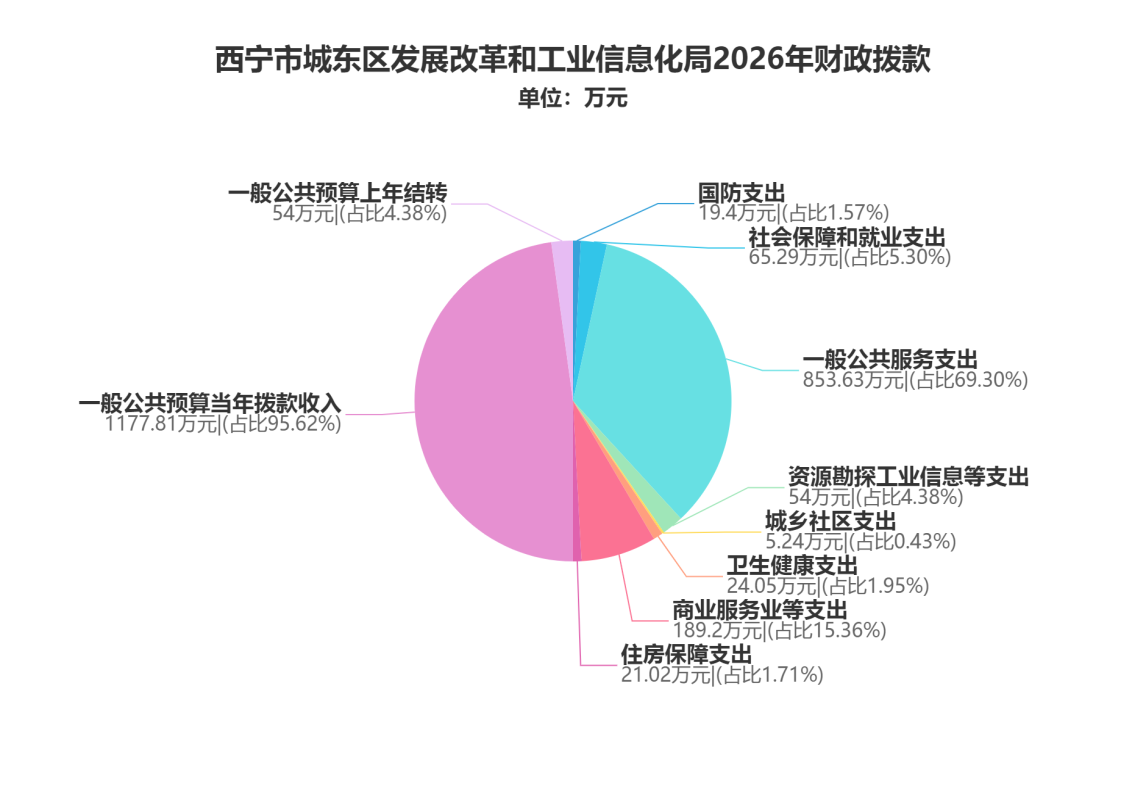 西宁市城东区发展改革和工业信息化局2026年财政拨款
单位：万元
一般公共预算上年结转
54万元|(占比4.38%)
国防支出
19.4万元|(占比1.57%)
社会保障和就业支出
65.29万元|(占比5.30%)
一般公共服务支出
853.63万元|(占比69.30%)
一般公共预算当年拨款收入
1177.81万元|(占比95.62%)
资源勘探工业信息等支出
54万元|(占比4.38%)
城乡社区支出
5.24万元|(占比0.43%)
卫生健康支出
24.05万元|(占比1.95%)
商业服务业等支出
189.2万元|(占比15.36%)
住房保障支出
21.02万元|(占比1.71%)